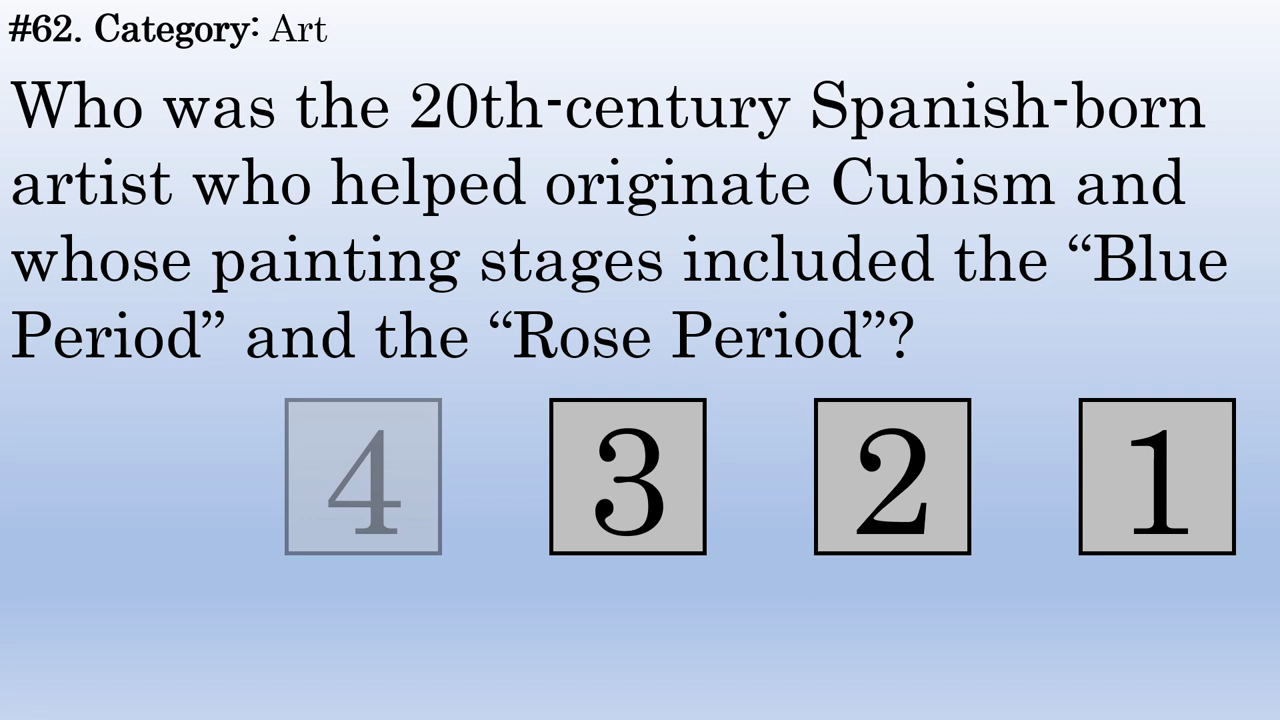 #62. Category: Art
Who was the 20th-century Spanish-born
artist who helped originate Cubism and
whose painting stages included the “Blue
Period” and the “Rose Period”?
4 3 2 1